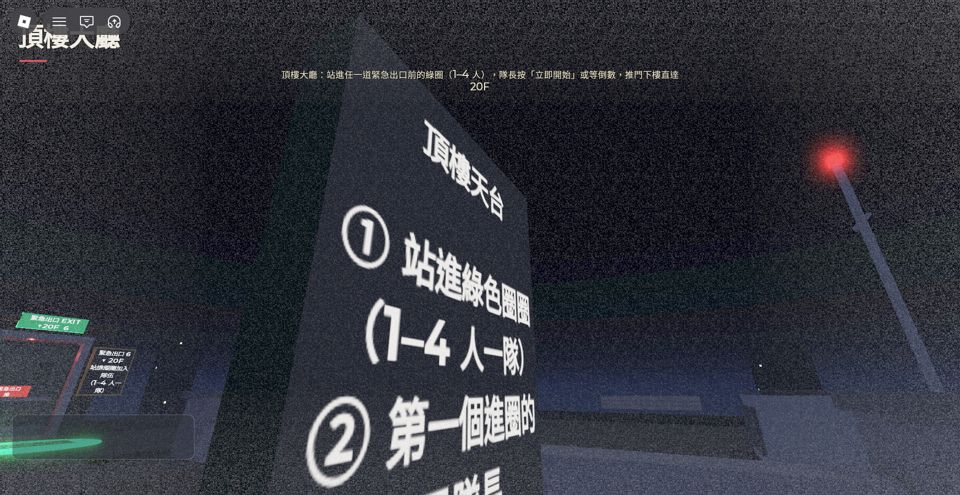 頂樓大廳
頂樓大廳：站進任一道緊急出口前的綠圈（1–4 人），隊長按「立即開始」或等倒數，推門下樓直達
20F
頂樓天台
① 站進綠色圈圈
（1–4 人一隊）
② 第一個進圈的
隊長
緊急出口 EXIT
→20F 6
緊急出口 6
→ 20F
隊伍
（1–4 人一
隊）